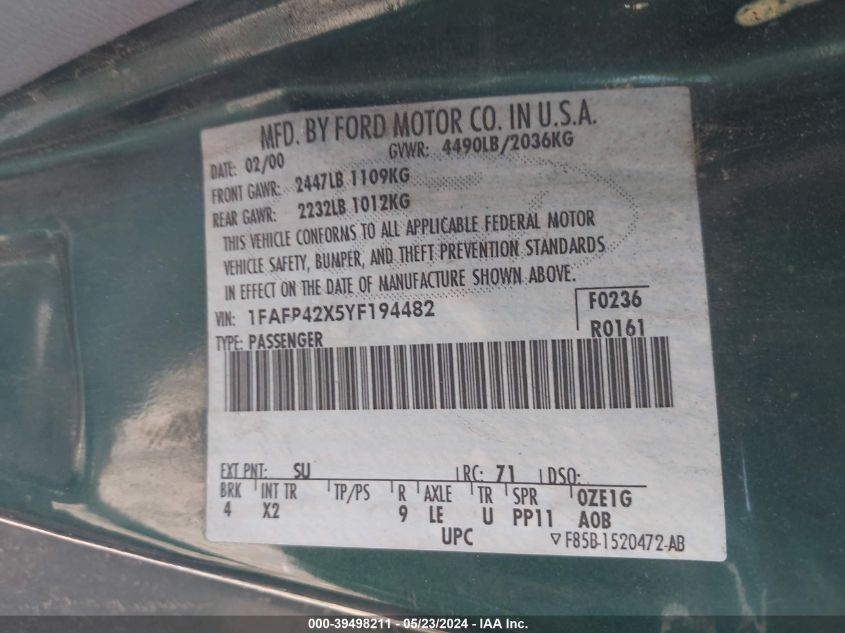 MFD. BY FORD MOTOR CO. IN U.S.A.
DATE: 02/00 GVWR: 4490LB/2036KG
FRONT GAWR: 2447LB 1109KG
REAR GAWR: 2232LB 1012KG
THIS VEHICLE CONFORMS TO ALL APPLICABLE FEDERAL MOTOR
VEHICLE SAFETY, BUMPER, AND THEFT PREVENTION STANDARDS
IN EFFECT ON THE DATE OF MANUFACTURE SHOWN ABOVE.
VIN: 1FAFP42X5YF194482 F0236
TYPE: PASSENGER R0161
EXT PNT: SU RC: 71 DSO:
BRK INT TR TP/PS R AXLE TR SPR OZE1G
4 X2 9 LE U PP11 AOB
UPC ▽F85B-1520472-AB
000-39498211 - 05/23/2024 - IAA Inc.